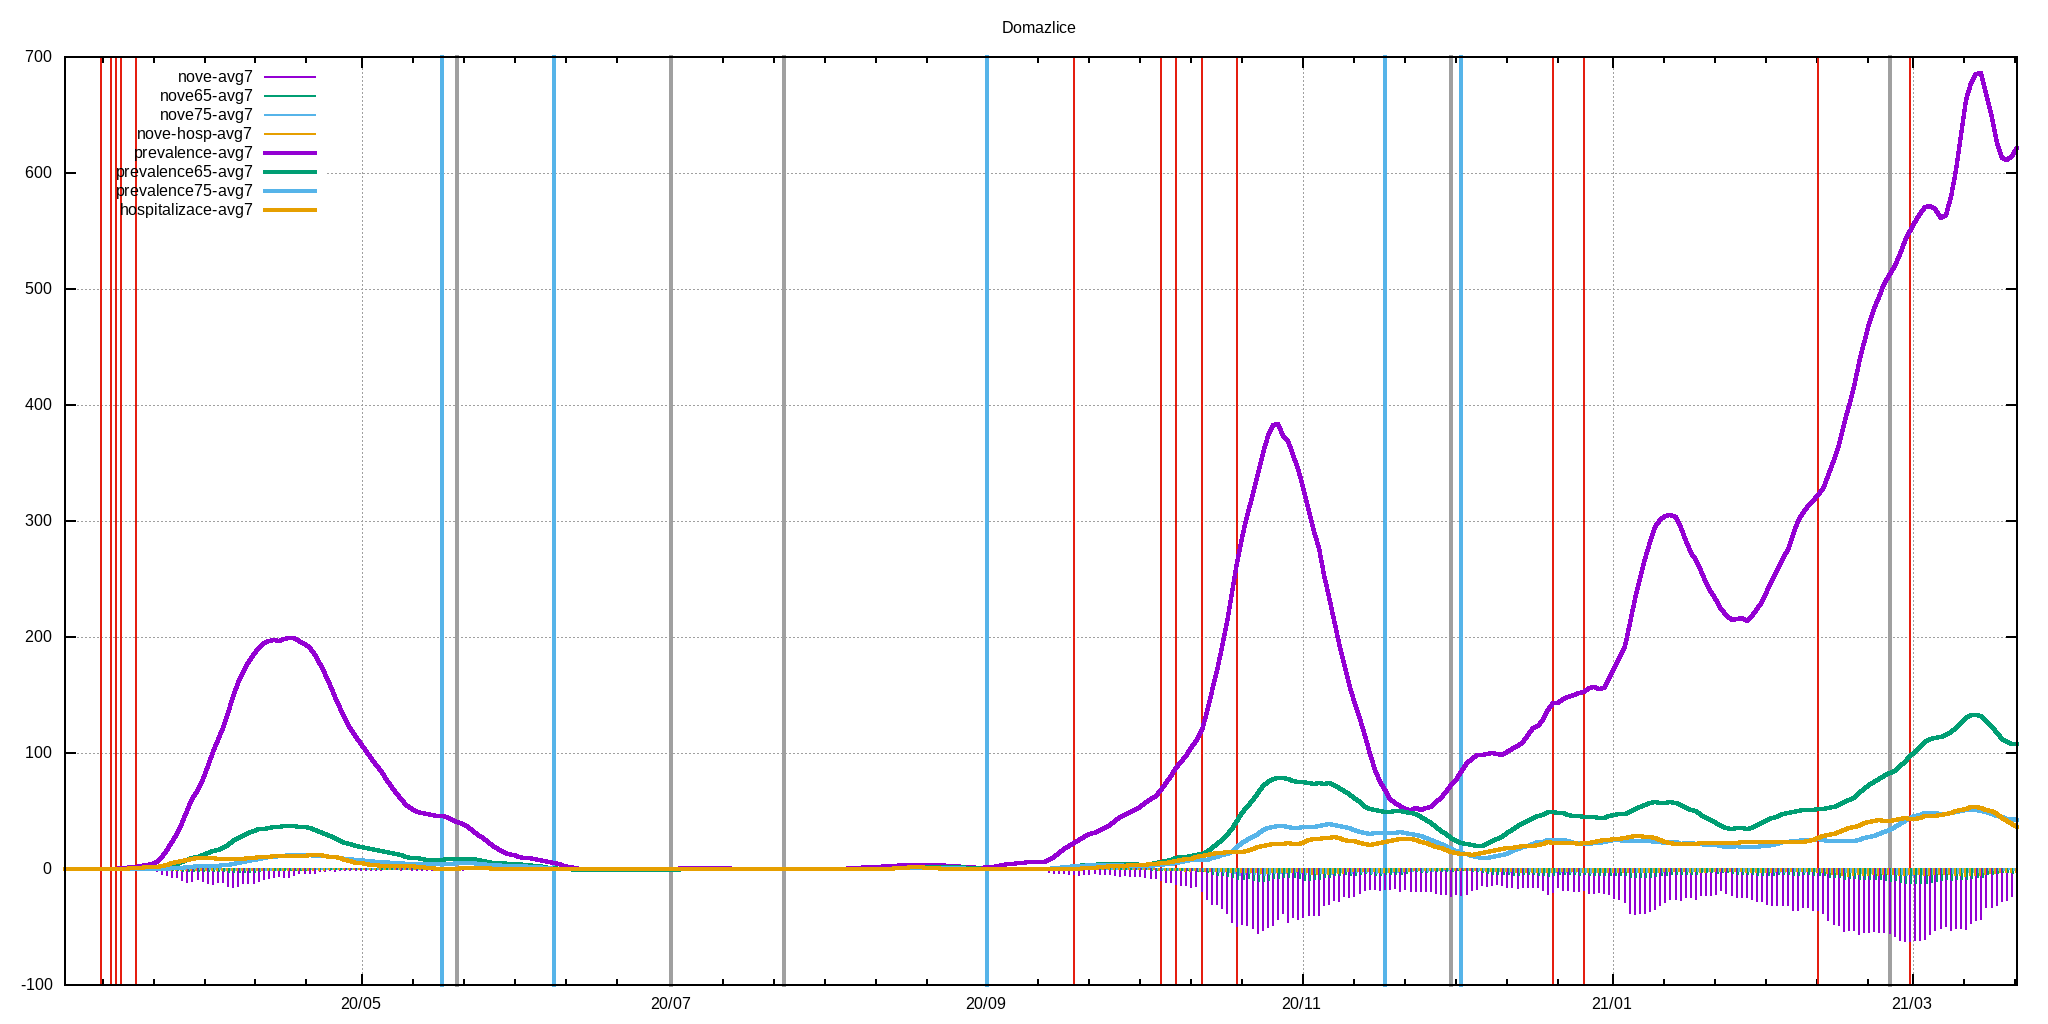 Domazlice
700
600
500
400
300
200
100
0
-100
nove-avg7
nove65-avg7
nove75-avg7
nove-hosp-avg7
prevalence-avg7
prevalence65-avg7
prevalence75-avg7
hospitalizace-avg7
20/05 20/07 20/09 20/11 21/01 21/03